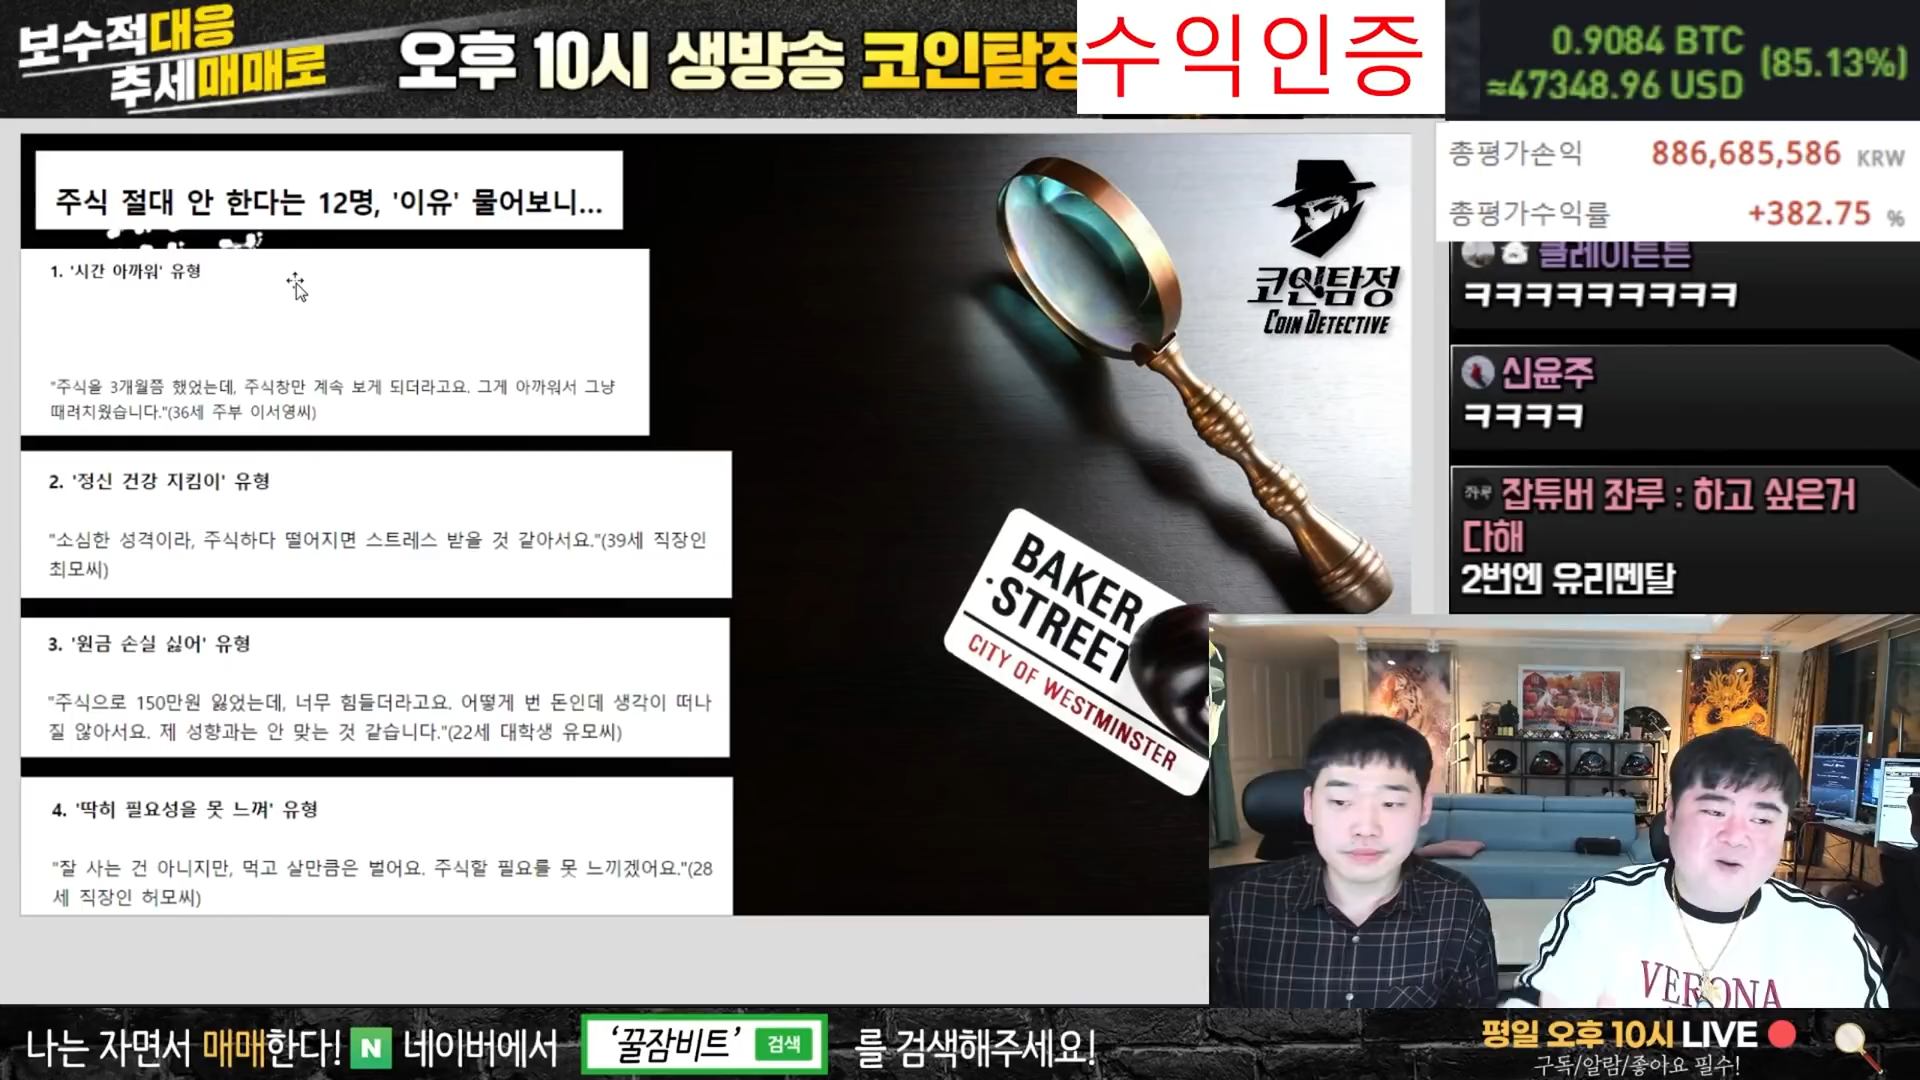 보수적대응
추세매매로
오후 10시 생방송 코인탐정
수익인증
0.9084 BTC
≈47348.96 USD
(85.13%)
총평가손익 886,685,586 KRW
총평가수익률 +382.75 %
주식 절대 안 한다는 12명, '이유' 물어보니...
1. '시간 아까워' 유형
"주식을 3개월쯤 했었는데, 주식창만 계속 보게 되더라고요. 그게 아까워서 그냥
때려치웠습니다."(36세 주부 이서영씨)
2. '정신 건강 지킴이' 유형
"소심한 성격이라, 주식하다 떨어지면 스트레스 받을 것 같아서요."(39세 직장인
최모씨)
3. '원금 손실 싫어' 유형
"주식으로 150만원 잃었는데, 너무 힘들더라고요. 어떻게 번 돈인데 생각이 떠나
질 않아서요. 제 성향과는 안 맞는 것 같습니다."(22세 대학생 유모씨)
4. '딱히 필요성을 못 느껴' 유형
"잘 사는 건 아니지만, 먹고 살만큼은 벌어요. 주식할 필요를 못 느끼겠어요."(28
세 직장인 허모씨)
코인탐정
COIN DETECTIVE
BAKER
STREET
CITY OF WESTMINSTER
클레이튼튼
ㅋㅋㅋㅋㅋㅋㅋㅋㅋ
신윤주
ㅋㅋㅋㅋ
좌루 잡튜버 좌루 : 하고 싶은거
다해
2번엔 유리멘탈
VERONA
나는 자면서 매매한다! N 네이버에서 '꿀잠비트' 검색 를 검색해주세요!
평일 오후 10시 LIVE
구독/알람/좋아요 필수!